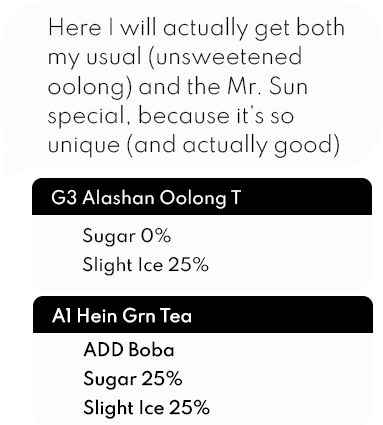 Here I will actually get both
my usual (unsweetened
oolong) and the Mr. Sun
special, because it's so
unique (and actually good)
G3 Alashan Oolong T
Sugar 0%
Slight Ice 25%
A1 Hein Grn Tea
ADD Boba
Sugar 25%
Slight Ice 25%